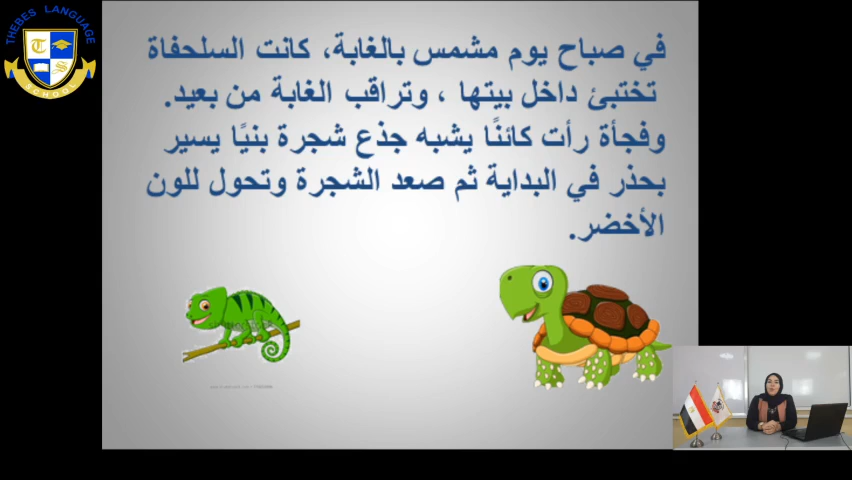 THEBES LANGUAGE
SCHOOL
في صباح يوم مشمس بالغابة، كانت السلحفاة
تختبئ داخل بيتها ، وتراقب الغابة من بعيد.
وفجأة رأت كائنًا يشبه جذع شجرة بنيًا يسير
بحذر في البداية ثم صعد الشجرة وتحول للون
الأخضر.